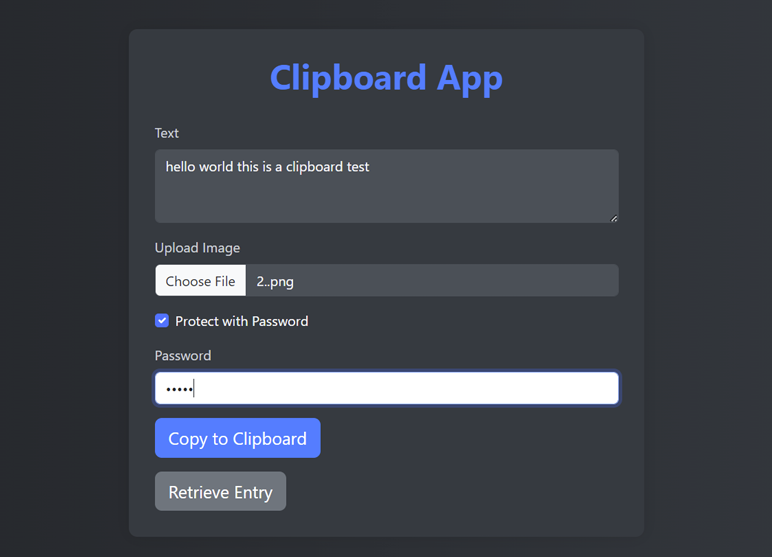 Clipboard App
Text
hello world this is a clipboard test
Upload Image
Choose File 2..png
Protect with Password
Password
•••••
Copy to Clipboard
Retrieve Entry